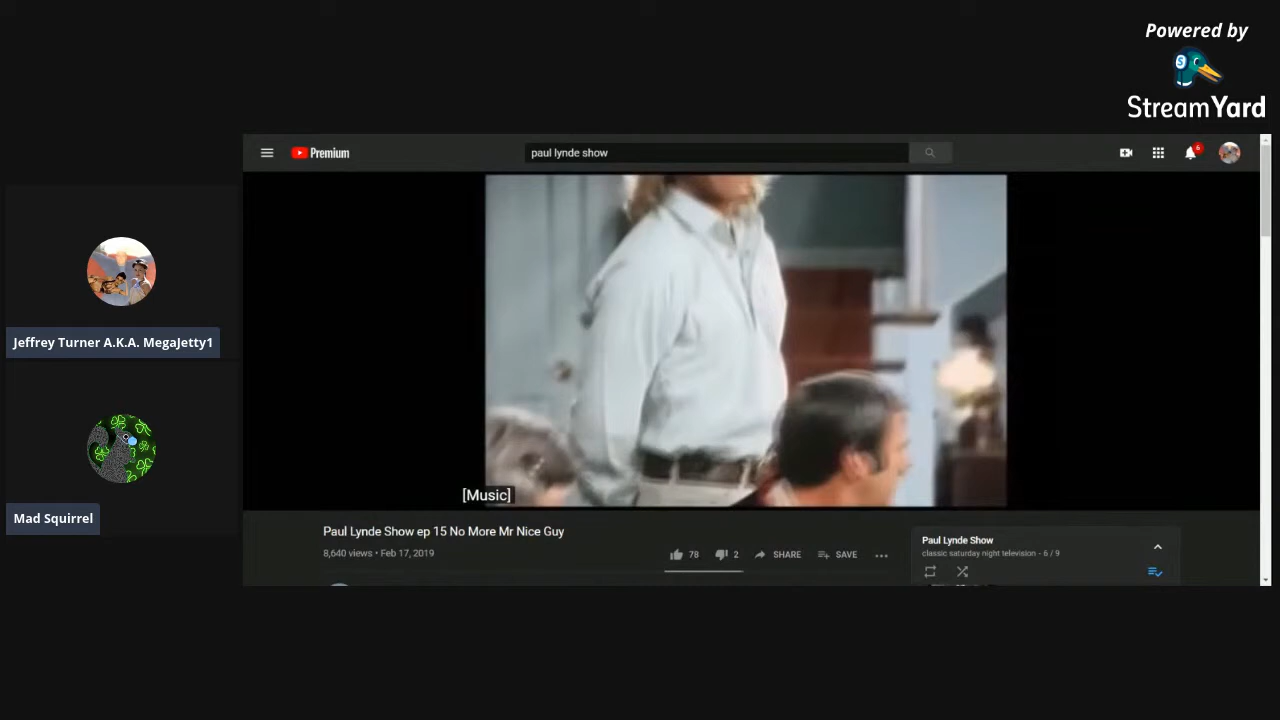 Powered by
StreamYard
Premium
paul lynde show
6
Jeffrey Turner A.K.A. MegaJetty1
Mad Squirrel
[Music]
Paul Lynde Show ep 15 No More Mr Nice Guy
8,640 views • Feb 17, 2019
78
2
SHARE
SAVE
Paul Lynde Show
classic saturday night television - 6 / 9